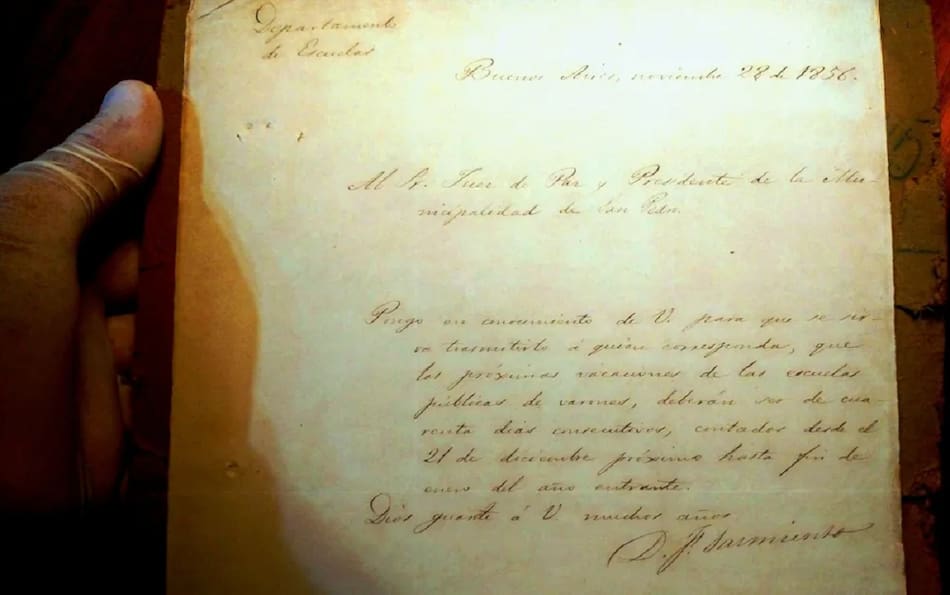 Departamento
de Escuelas
Buenos Aires, noviembre 28 de 1856.
Al Sr. Juez de Paz y Presidente de la Mu-
nicipalidad de San Pedro.
Pongo en conocimiento de V. para que se sir-
va trasmitirlo á quien corresponda, que
las próximas vacaciones de las escuelas
públicas de varones, deberán ser de cua-
renta dias consecutivos, contados desde el
21 de diciembre próximo hasta fin de
enero del año entrante.
Dios guarde á V. muchos años
D. F. Sarmiento